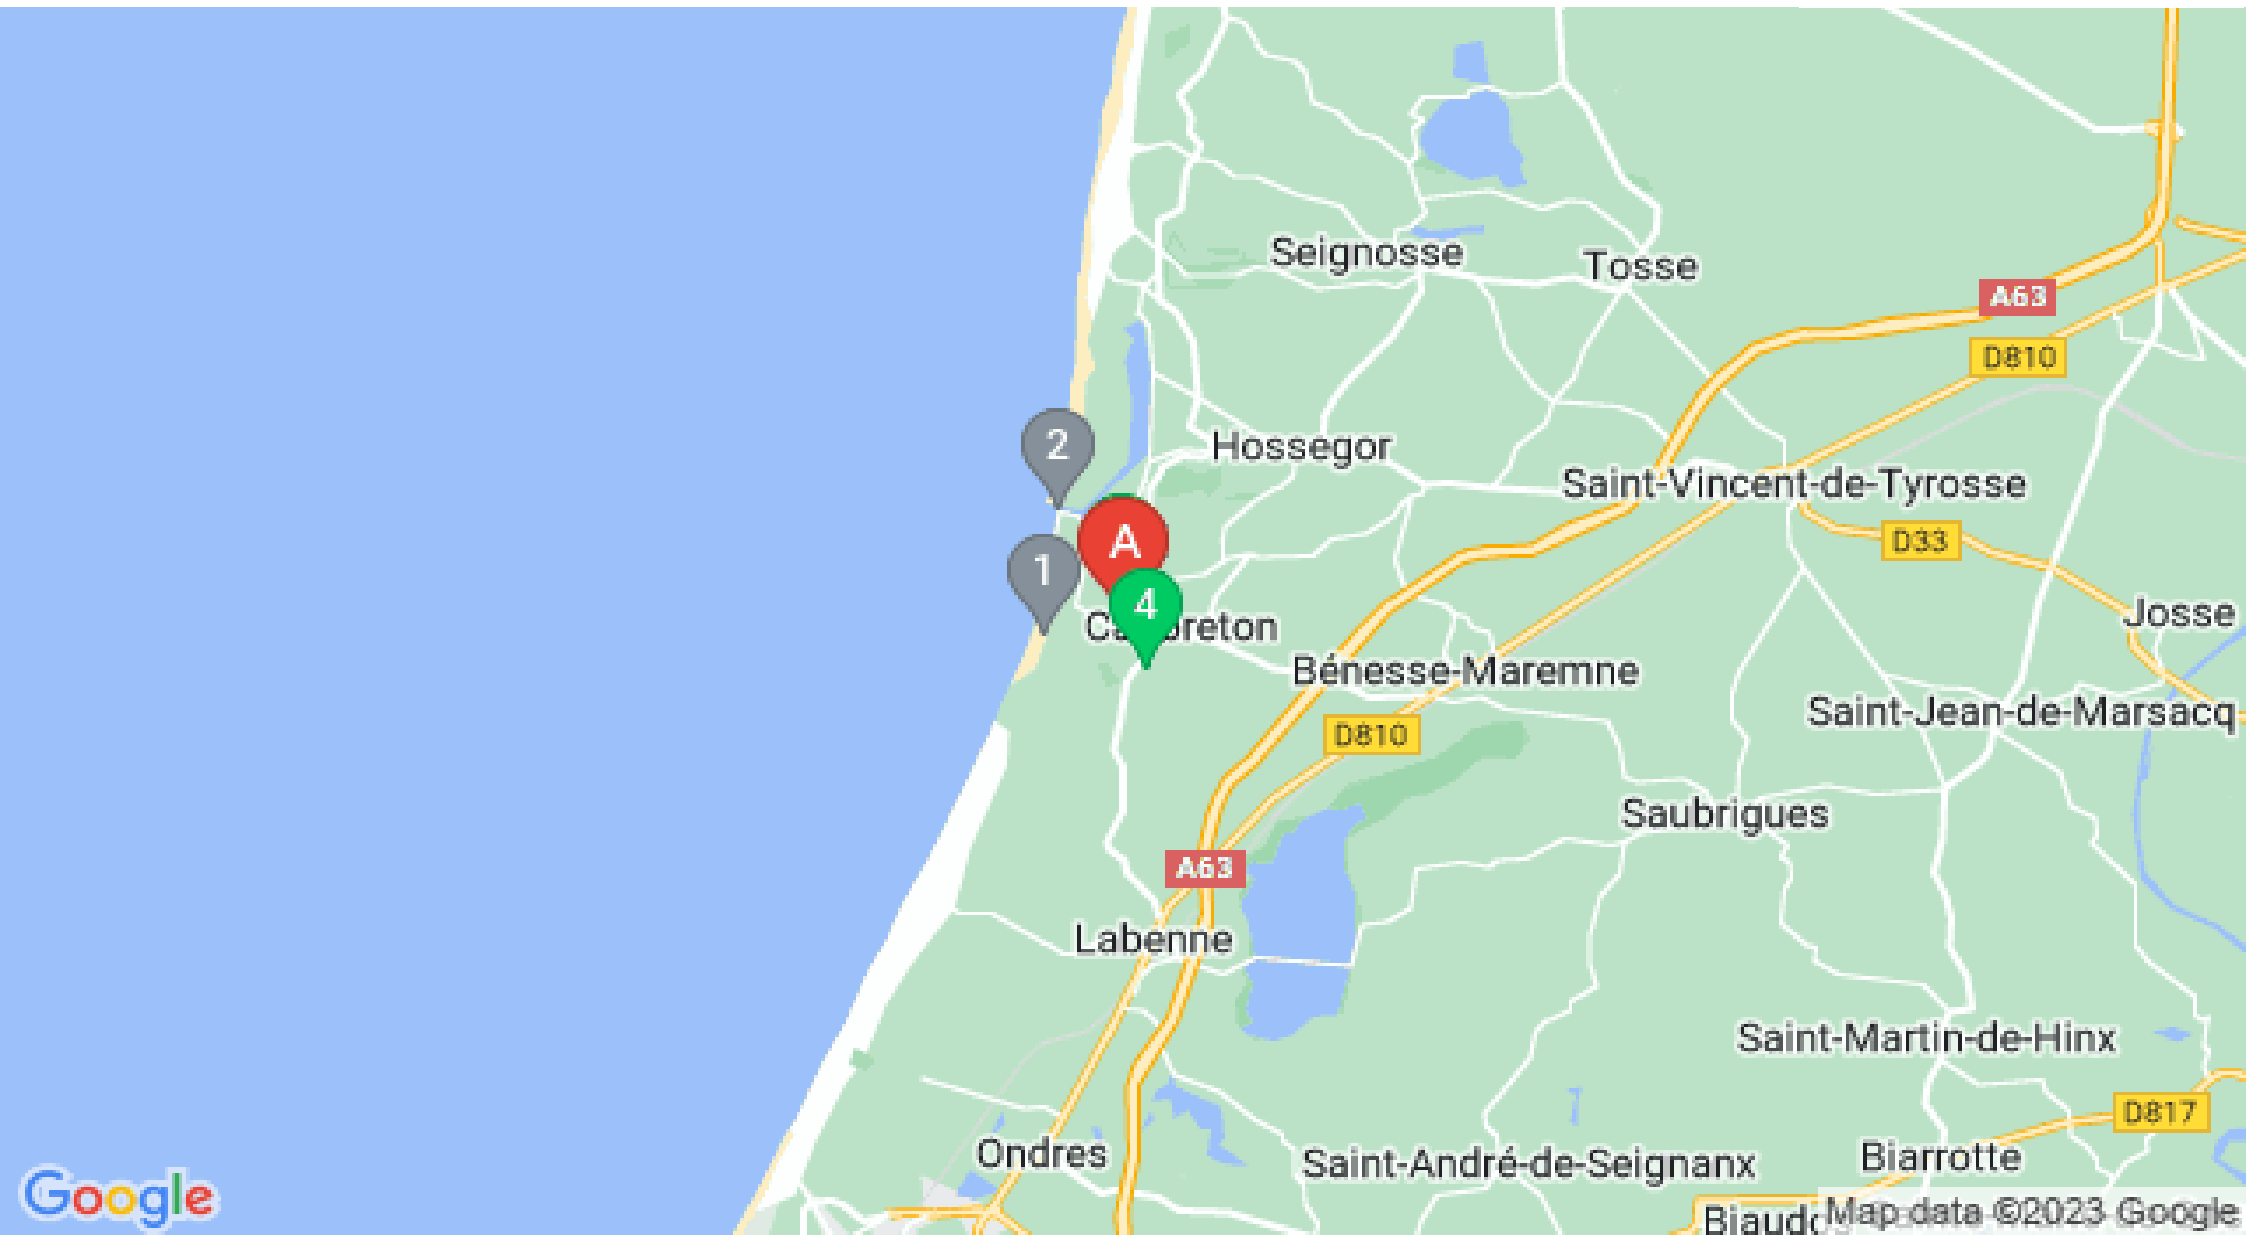 Seignosse
Tosse
A63
D810
2
Hossegor
Saint-Vincent-de-Tyrosse
A
D33
1
4
Josse
Bénesse-Maremne
Saint-Jean-de-Marsacq
D810
Saubrigues
A63
Labenne
Saint-Martin-de-Hinx
D817
Ondres
Saint-André-de-Seignanx
Biarrotte
Google
Map data ©2023 Google